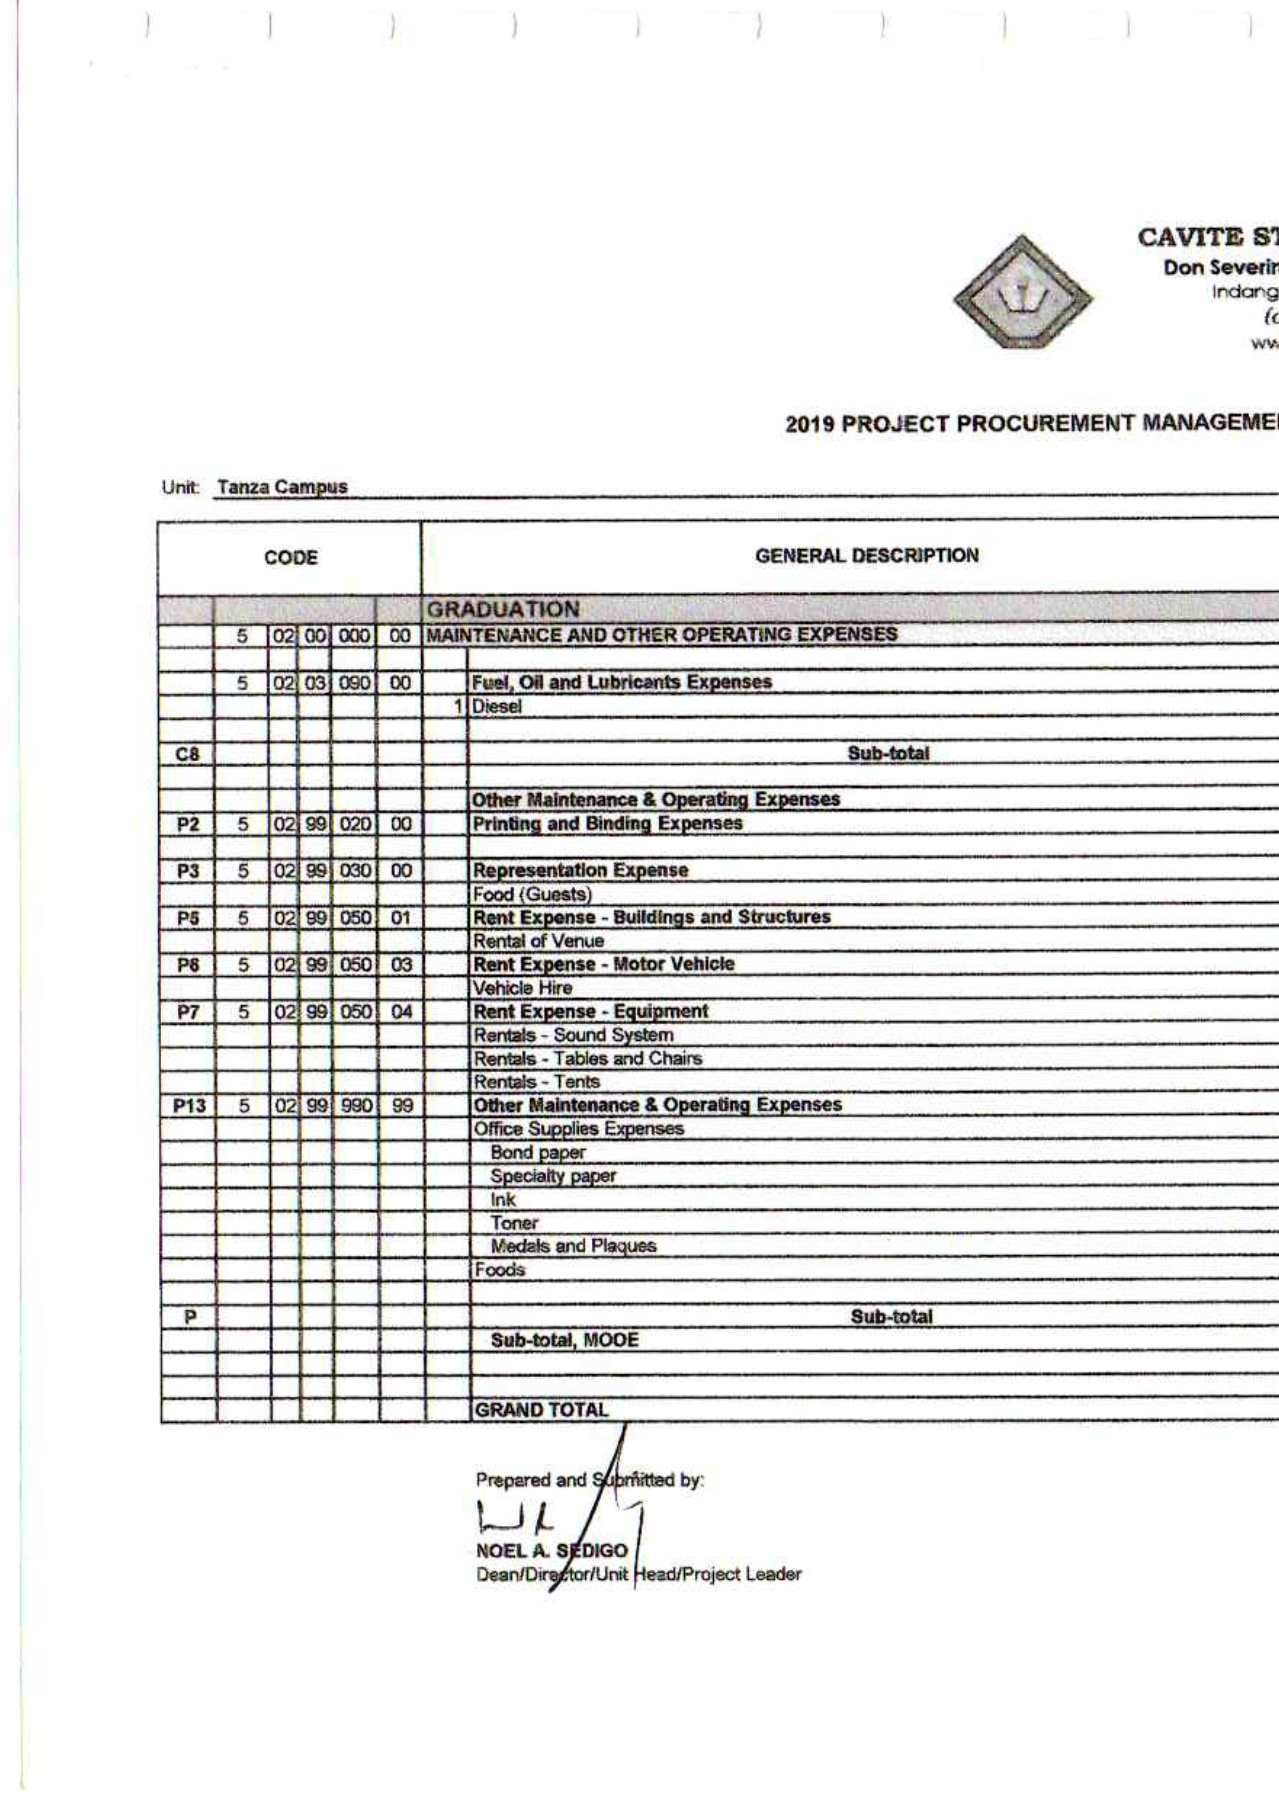 CAVITE ST
Don Severin
Indang
(c
ww
2019 PROJECT PROCUREMENT MANAGEME
Unit: Tanza Campus
CODE GENERAL DESCRIPTION
GRADUATION
5 02 00 000 00 MAINTENANCE AND OTHER OPERATING EXPENSES
5 02 03 090 00 Fuel, Oil and Lubricants Expenses
1 Diesel
C8 Sub-total
Other Maintenance & Operating Expenses
P2 5 02 99 020 00 Printing and Binding Expenses
P3 5 02 99 030 00 Representation Expense
Food (Guests)
P5 5 02 99 050 01 Rent Expense - Buildings and Structures
Rental of Venue
P6 5 02 99 050 03 Rent Expense - Motor Vehicle
Vehicle Hire
P7 5 02 99 050 04 Rent Expense - Equipment
Rentals - Sound System
Rentals - Tables and Chairs
Rentals - Tents
P13 5 02 99 990 99 Other Maintenance & Operating Expenses
Office Supplies Expenses
Bond paper
Specialty paper
Ink
Toner
Medals and Plaques
Foods
P Sub-total
Sub-total, MOOE
GRAND TOTAL
Prepared and Submitted by:
NOEL A. SEDIGO
Dean/Director/Unit Head/Project Leader